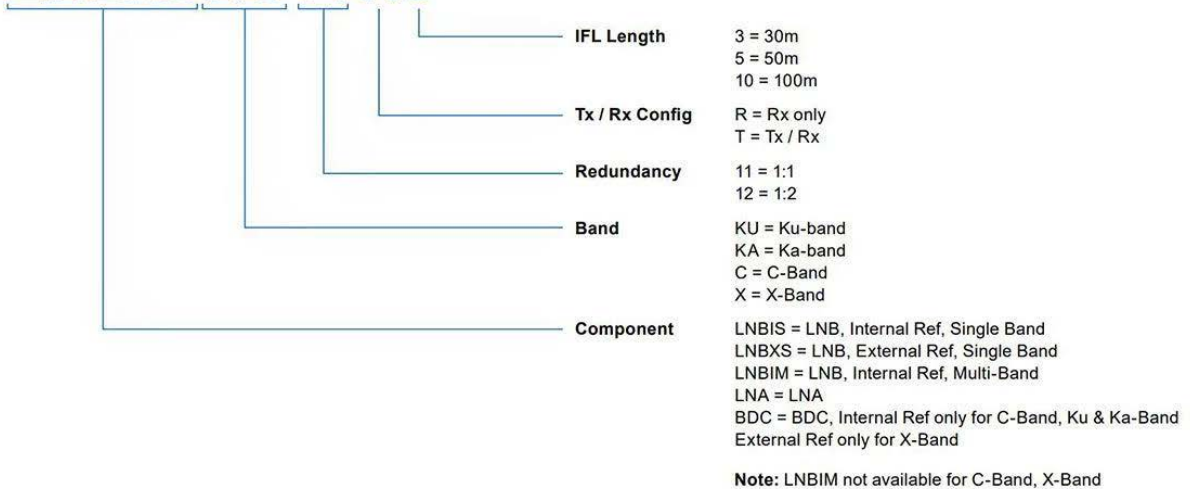 IFL Length 3 = 30m
5 = 50m
10 = 100m
Tx / Rx Config R = Rx only
T = Tx / Rx
Redundancy 11 = 1:1
12 = 1:2
Band KU = Ku-band
KA = Ka-band
C = C-Band
X = X-Band
Component LNBIS = LNB, Internal Ref, Single Band
LNBXS = LNB, External Ref, Single Band
LNBIM = LNB, Internal Ref, Multi-Band
LNA = LNA
BDC = BDC, Internal Ref only for C-Band, Ku & Ka-Band
External Ref only for X-Band
Note: LNBIM not available for C-Band, X-Band